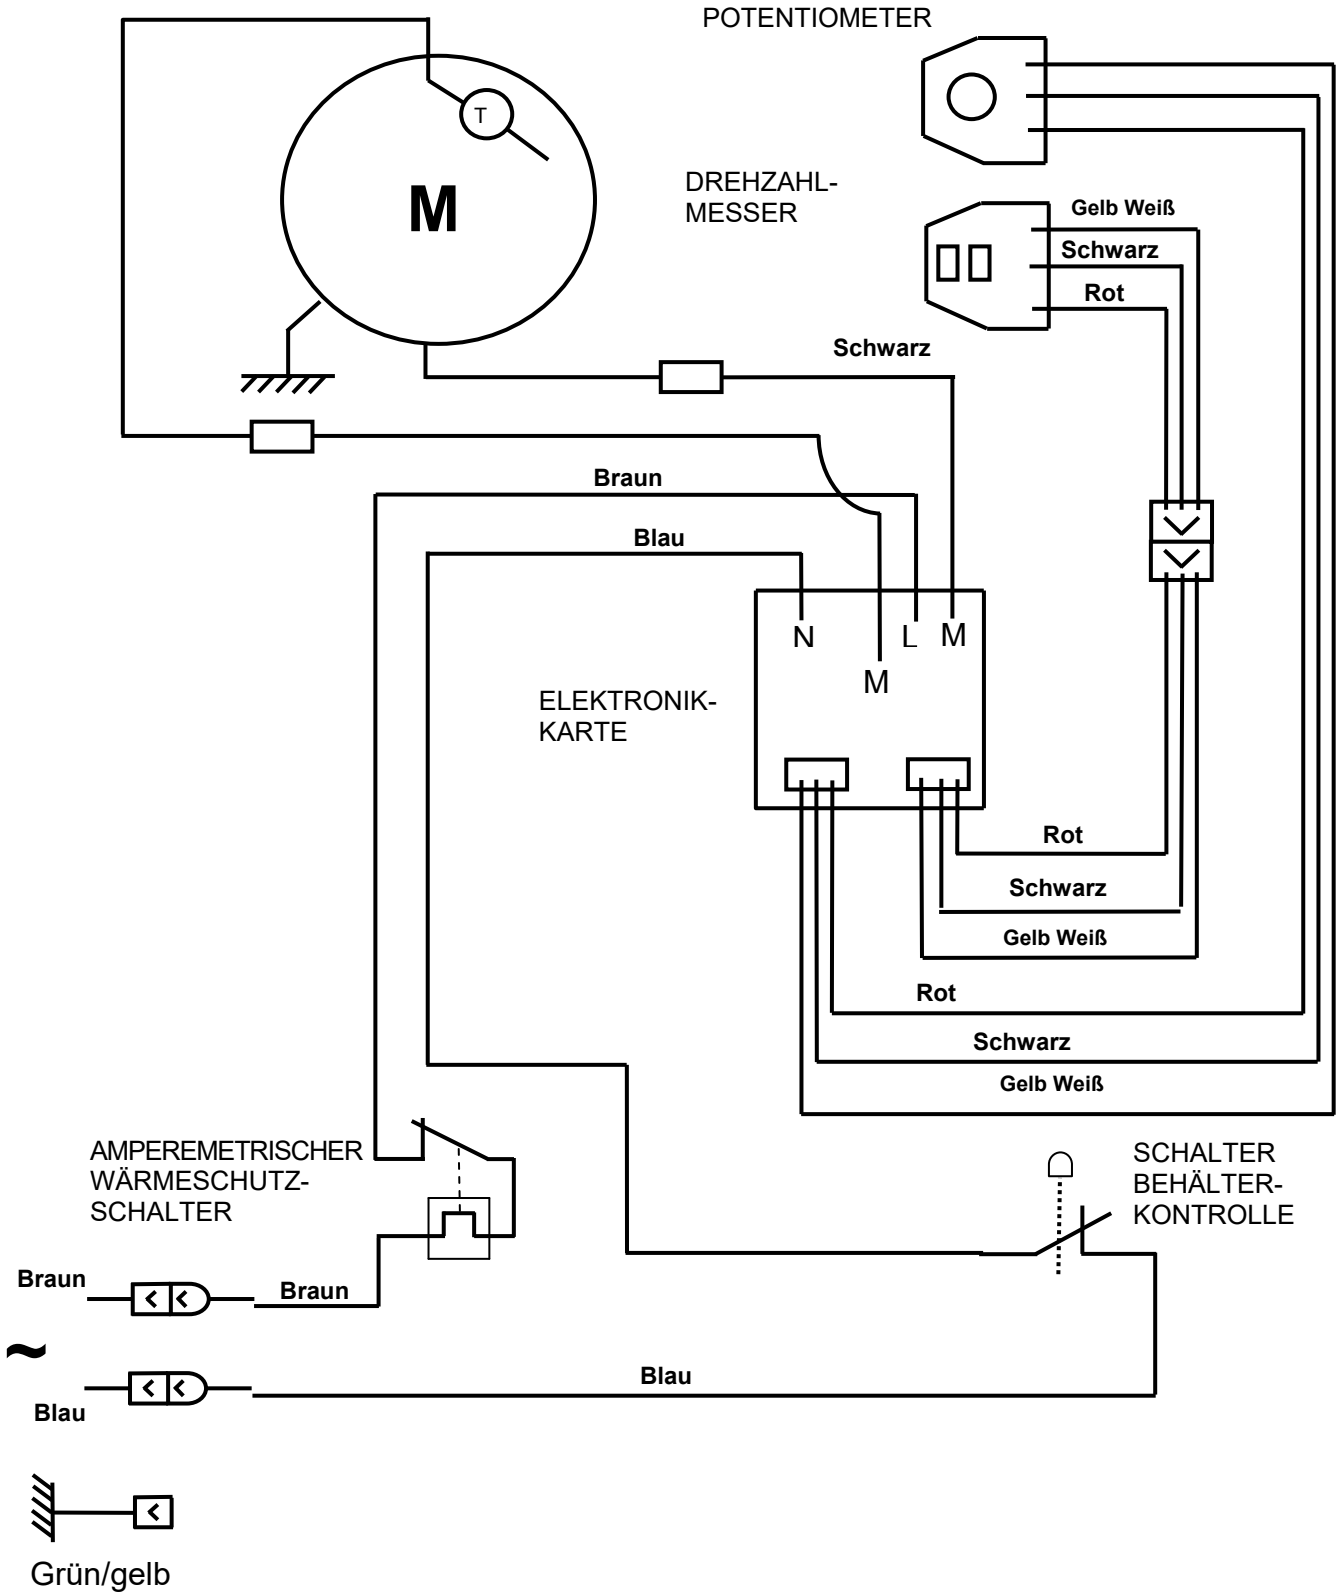 POTENTIOMETER
T
M
DREHZAHL-
MESSER
Gelb Weiß
Schwarz
Rot
Schwarz
Braun
Blau
N
L
M
M
ELEKTRONIK-
KARTE
Rot
Schwarz
Gelb Weiß
Rot
Schwarz
Gelb Weiß
AMPEREMETRISCHER
WÄRMESCHUTZ-
SCHALTER
SCHALTER
BEHÄLTER-
KONTROLLE
Braun
Braun
~
Blau
Blau
Grün/gelb